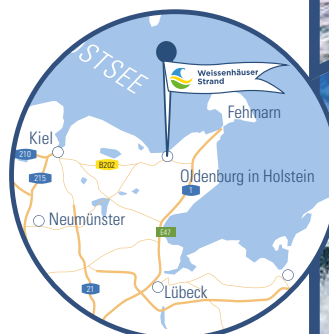 OSTSEE
Weissenhäuser
Strand
Fehmarn
Kiel
210
B202
215
Oldenburg in Holstein
1
Neumünster
E47
21
Lübeck